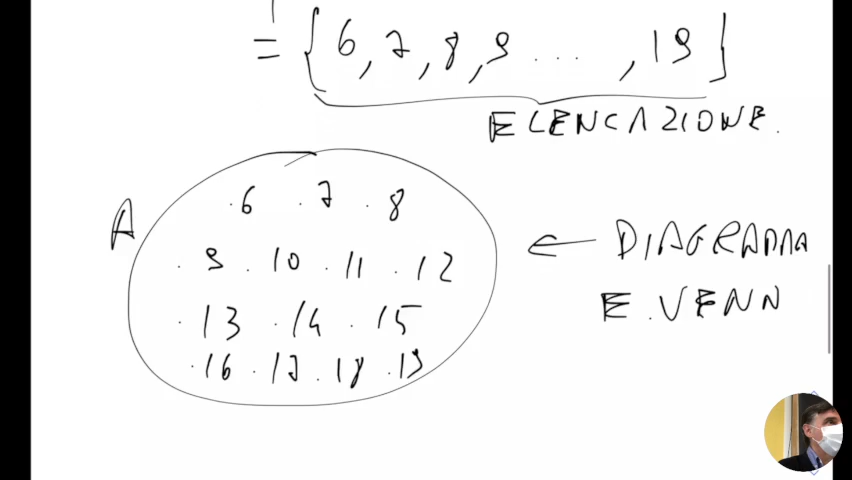 = {6, 7, 8, 9 ... , 19}
ELENCAZIONE.
A
.6 .7 .8
.9 .10 .11 .12
.13 .14 .15
.16 .17 .18 .19
← DIAGRAMMA
E. VENN